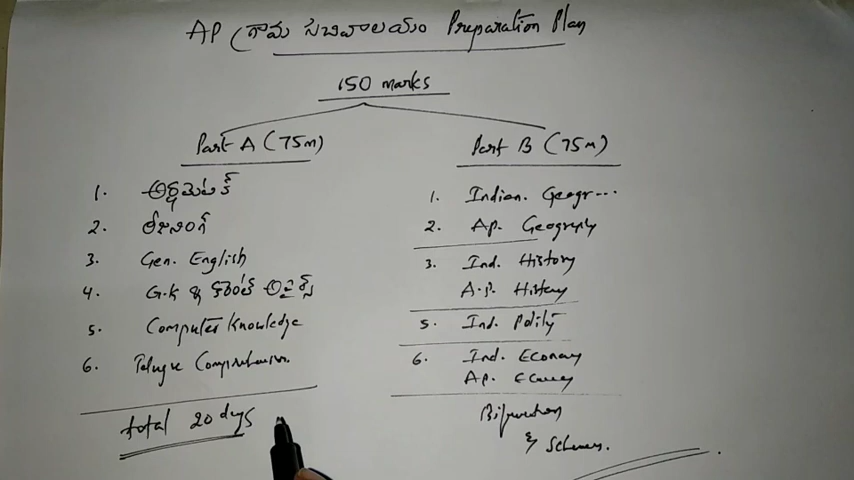 AP గ్రామ సచివాలయం Preparation Plan
150 marks
Part A (75m)
1. అర్థమెటిక్
2. రీజనింగ్
3. Gen. English
4. G.K & కరెంట్ అఫైర్స్
5. Computer Knowledge
6. Telugu Comprehension.
total 20 days
Part B (75m)
1. Indian. Geogr...
2. Ap. Geography
3. Ind. History
A.P. History
5. Ind. Polity
6. Ind. Economy
Ap. Economy
Bifurcation
& Schemes.